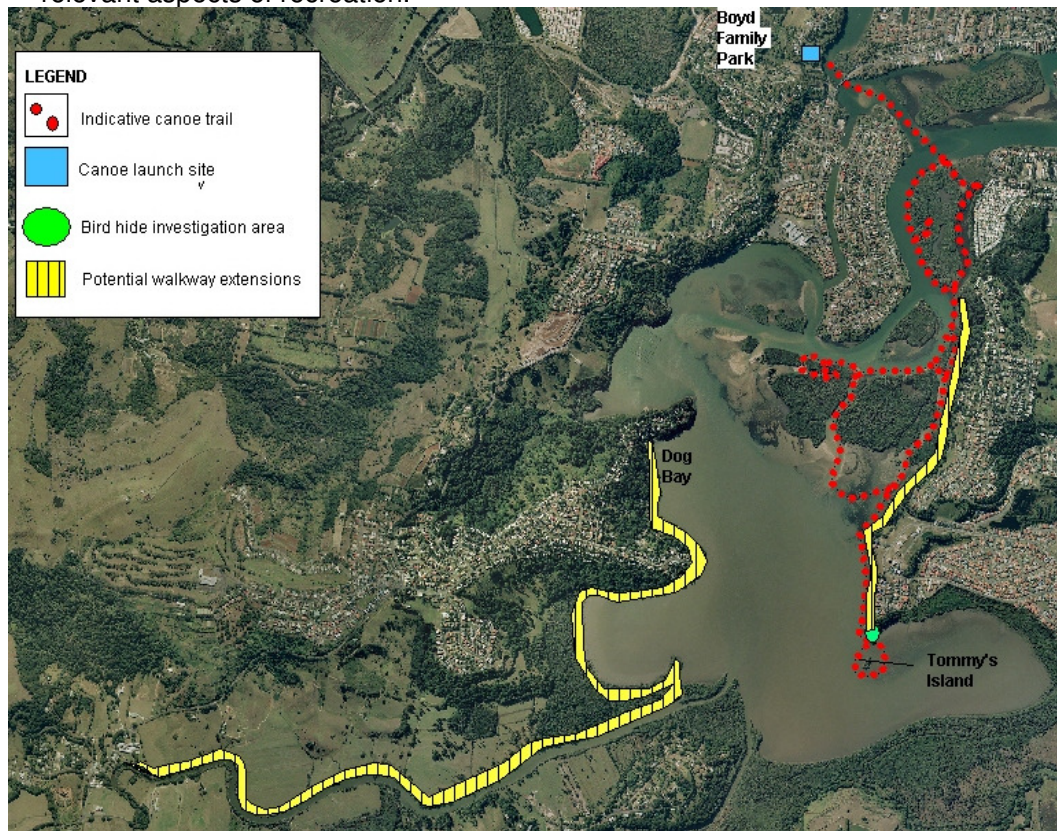 relevant aspects of recreation.
Boyd
Family
Park
LEGEND
Indicative canoe trail
Canoe launch site
v
Bird hide investigation area
Potential walkway extensions
Dog
Bay
Tommy's
Island